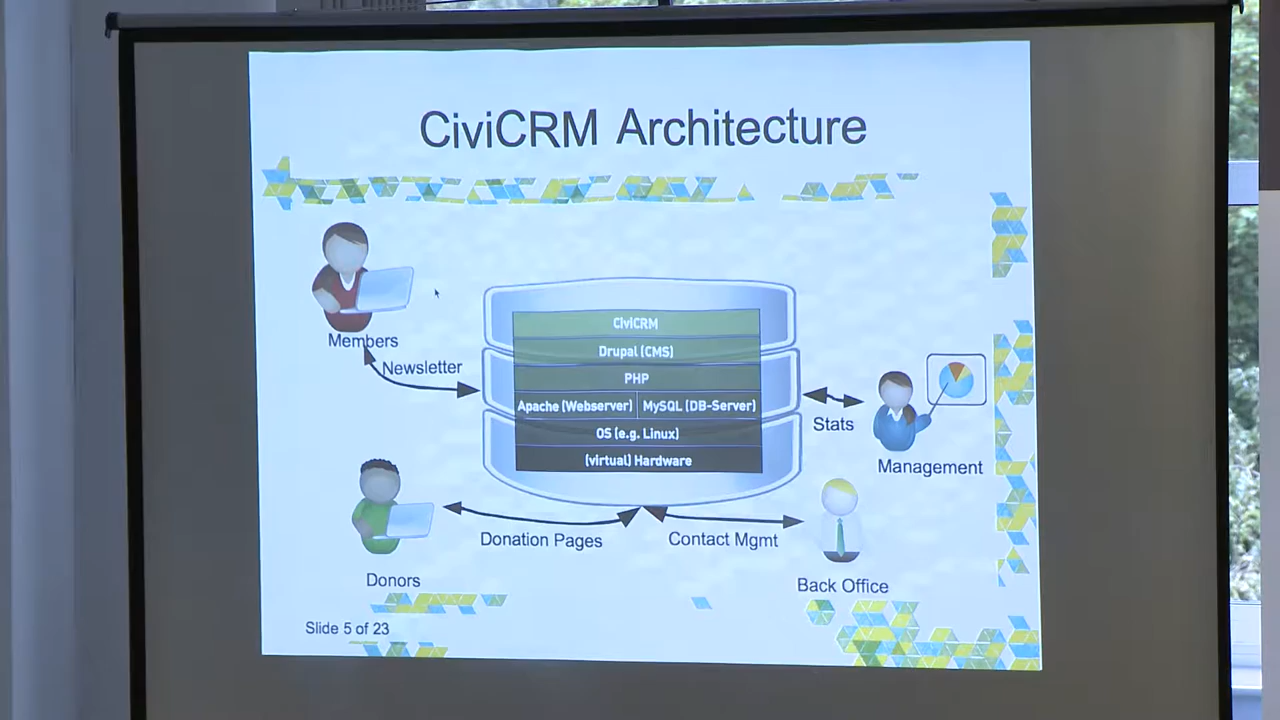 CiviCRM Architecture
Members
Newsletter
CiviCRM
Drupal (CMS)
PHP
Apache (Webserver) MySQL (DB-Server)
OS (e.g. Linux)
(virtual) Hardware
Stats
Management
Donation Pages
Contact Mgmt
Donors
Back Office
Slide 5 of 23